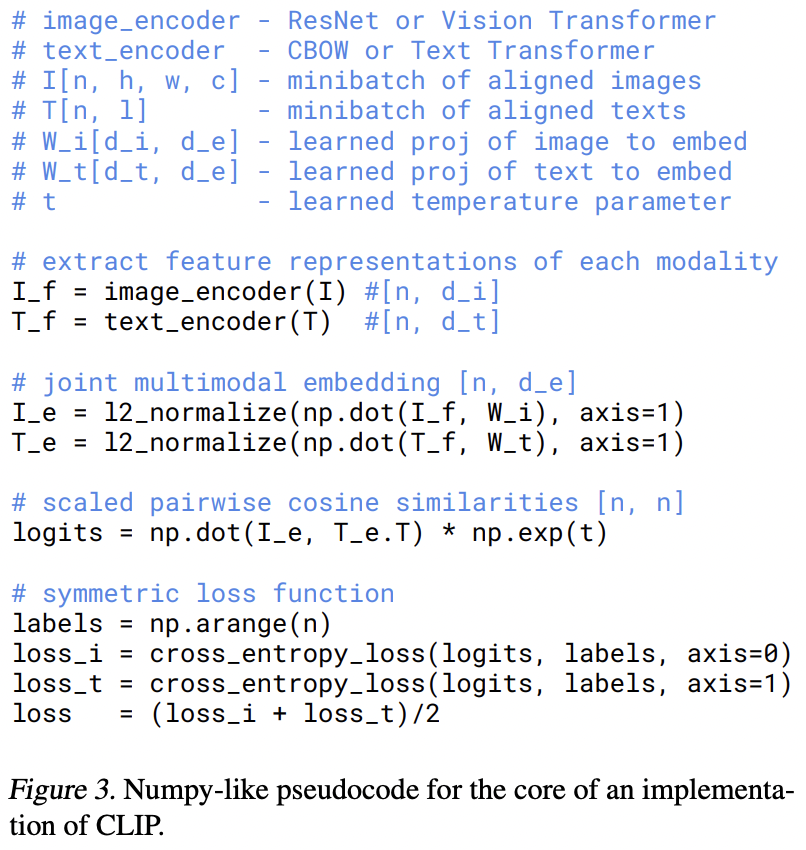 # image_encoder - ResNet or Vision Transformer
# text_encoder  - CBOW or Text Transformer
# I[n, h, w, c] - minibatch of aligned images
# T[n, l]       - minibatch of aligned texts
# W_i[d_i, d_e] - learned proj of image to embed
# W_t[d_t, d_e] - learned proj of text to embed
# t             - learned temperature parameter
# extract feature representations of each modality
I_f = image_encoder(I) #[n, d_i]
T_f = text_encoder(T)  #[n, d_t]
# joint multimodal embedding [n, d_e]
I_e = l2_normalize(np.dot(I_f, W_i), axis=1)
T_e = l2_normalize(np.dot(T_f, W_t), axis=1)
# scaled pairwise cosine similarities [n, n]
logits = np.dot(I_e, T_e.T) * np.exp(t)
# symmetric loss function
labels = np.arange(n)
loss_i = cross_entropy_loss(logits, labels, axis=0)
loss_t = cross_entropy_loss(logits, labels, axis=1)
loss   = (loss_i + loss_t)/2
Figure 3. Numpy-like pseudocode for the core of an implementa-
tion of CLIP.